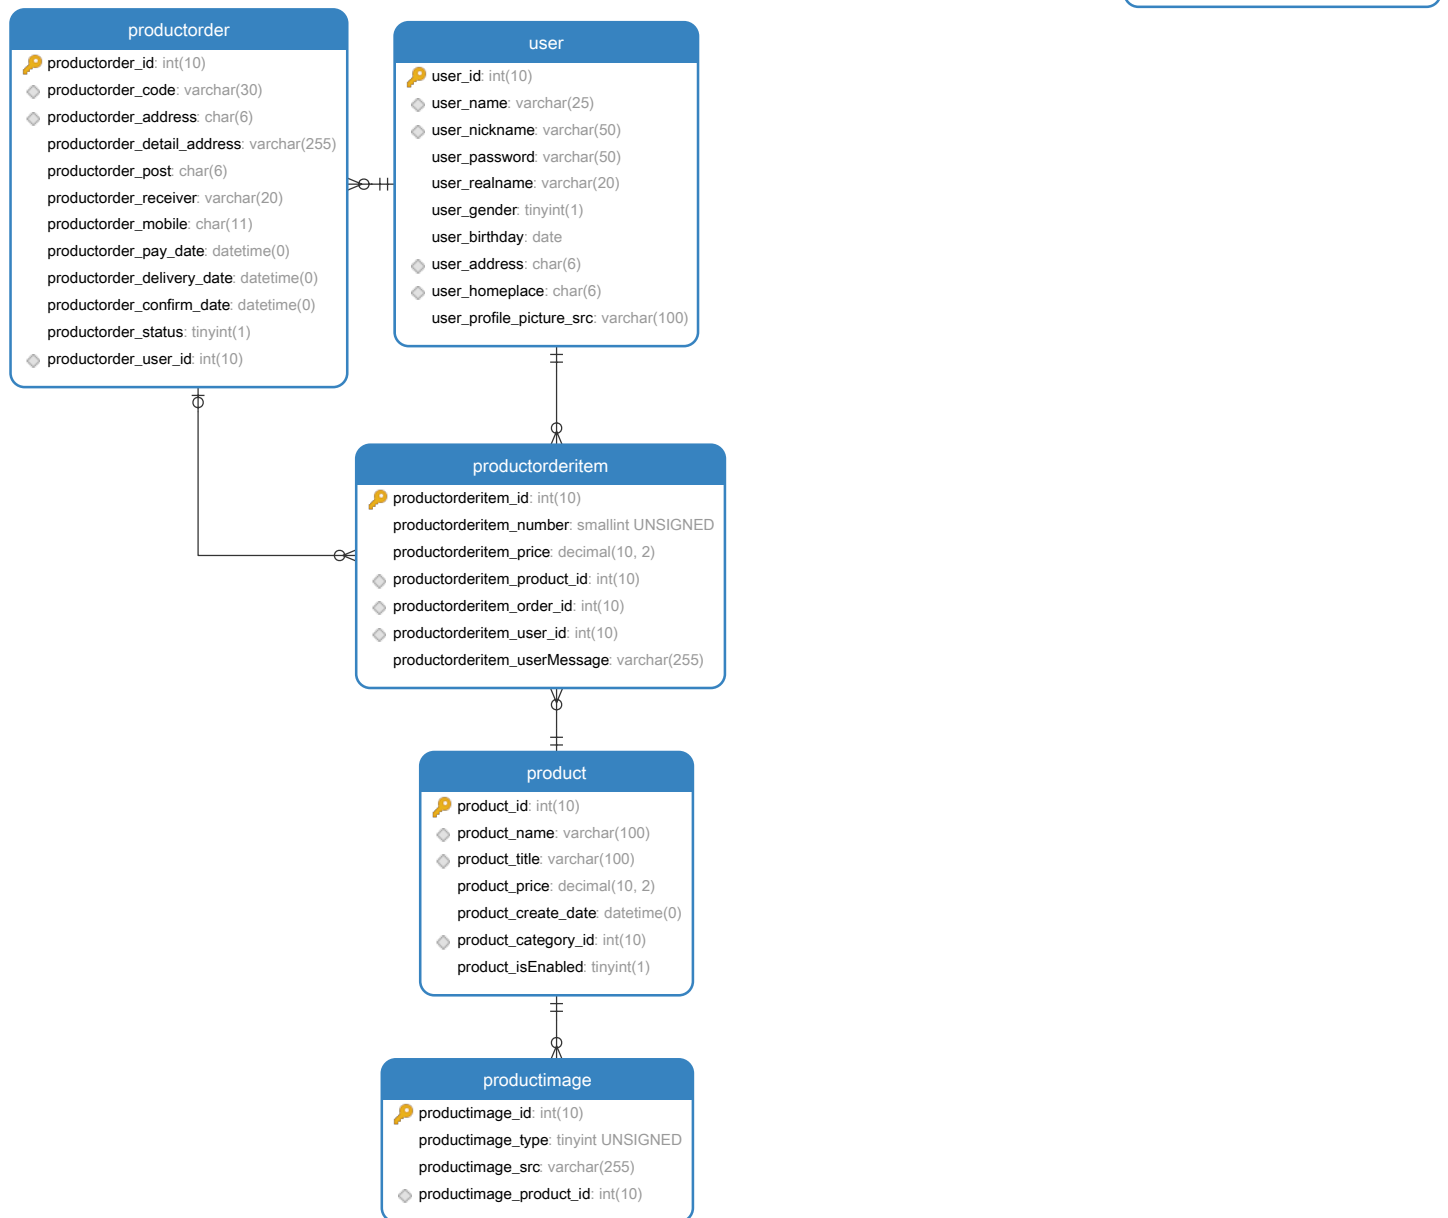 productorder
productorder_id: int(10)
productorder_code: varchar(30)
productorder_address: char(6)
productorder_detail_address: varchar(255)
productorder_post: char(6)
productorder_receiver: varchar(20)
productorder_mobile: char(11)
productorder_pay_date: datetime(0)
productorder_delivery_date: datetime(0)
productorder_confirm_date: datetime(0)
productorder_status: tinyint(1)
productorder_user_id: int(10)
user
user_id: int(10)
user_name: varchar(25)
user_nickname: varchar(50)
user_password: varchar(50)
user_realname: varchar(20)
user_gender: tinyint(1)
user_birthday: date
user_address: char(6)
user_homeplace: char(6)
user_profile_picture_src: varchar(100)
productorderitem
productorderitem_id: int(10)
productorderitem_number: smallint UNSIGNED
productorderitem_price: decimal(10, 2)
productorderitem_product_id: int(10)
productorderitem_order_id: int(10)
productorderitem_user_id: int(10)
productorderitem_userMessage: varchar(255)
product
product_id: int(10)
product_name: varchar(100)
product_title: varchar(100)
product_price: decimal(10, 2)
product_create_date: datetime(0)
product_category_id: int(10)
product_isEnabled: tinyint(1)
productimage
productimage_id: int(10)
productimage_type: tinyint UNSIGNED
productimage_src: varchar(255)
productimage_product_id: int(10)